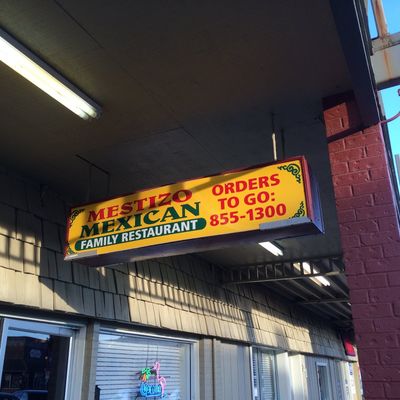 MESTIZO
MEXICAN
FAMILY RESTAURANT
ORDERS
TO GO:
855-1300